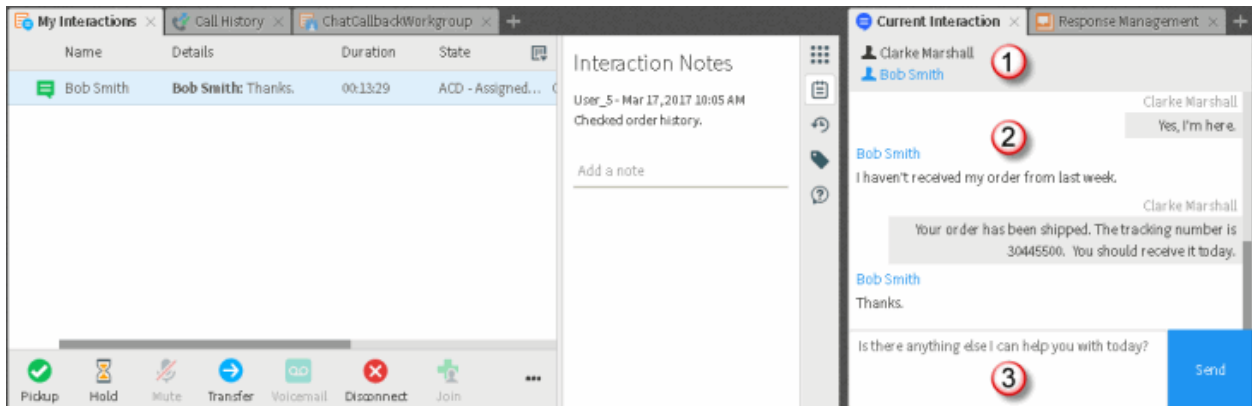 My Interactions
Call History
ChatCallbackWorkgroup
Name Details Duration State
Bob Smith Bob Smith: Thanks. 00:13:29 ACD - Assigned...
Pickup Hold Mute Transfer Voicemail Disconnect Join
Interaction Notes
User_5 - Mar 17, 2017 10:05 AM
Checked order history.
Add a note
Current Interaction
Response Management
Clarke Marshall
Bob Smith
1
Clarke Marshall
Yes, I'm here.
2
Bob Smith
I haven't received my order from last week.
Clarke Marshall
Your order has been shipped. The tracking number is
30445500. You should receive it today.
Bob Smith
Thanks.
Is there anything else I can help you with today?
3
Send